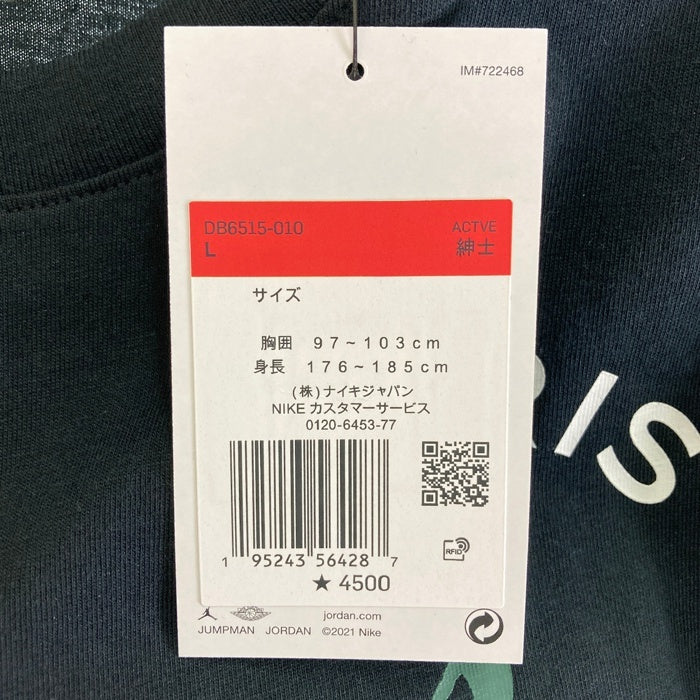 IM#722468
DB6515-010 ACTVE
L 紳士
サイズ
胸囲 97~103cm
身長 176~185cm
(株)ナイキジャパン
NIKE カスタマーサービス
0120-6453-77
1 95243 56428 7
RFID
★ 4500
jordan.com
JUMPMAN JORDAN ©2021 Nike
RIS